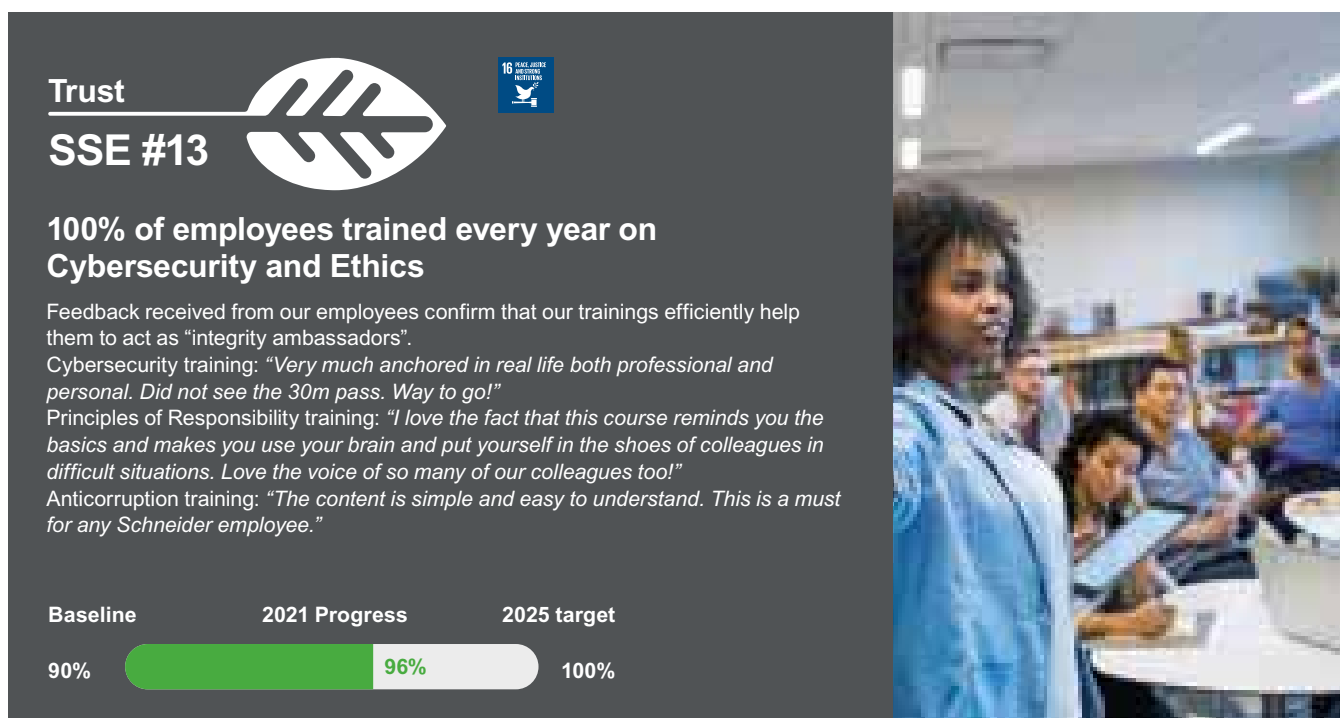 Trust
SSE #13
16 PEACE, JUSTICE
AND STRONG
INSTITUTIONS
100% of employees trained every year on
Cybersecurity and Ethics
Feedback received from our employees confirm that our trainings efficiently help
them to act as “integrity ambassadors”.
Cybersecurity training: “Very much anchored in real life both professional and
personal. Did not see the 30m pass. Way to go!”
Principles of Responsibility training: “I love the fact that this course reminds you the
basics and makes you use your brain and put yourself in the shoes of colleagues in
difficult situations. Love the voice of so many of our colleagues too!”
Anticorruption training: “The content is simple and easy to understand. This is a must
for any Schneider employee.”
Baseline 2021 Progress 2025 target
90% 96% 100%